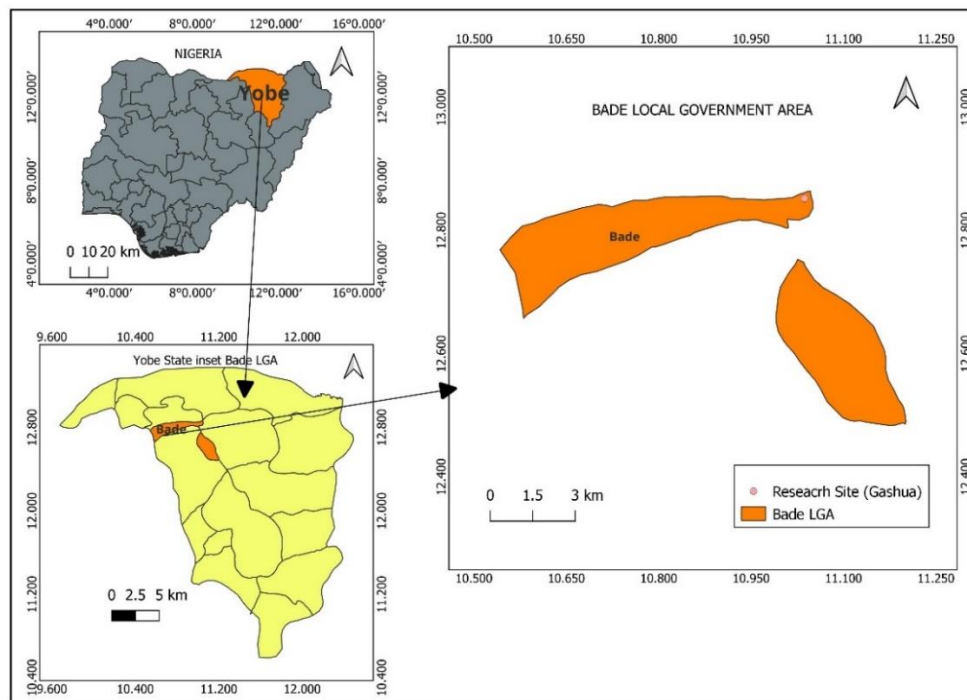 4°0.000' 8°0.000' 12°0.000' 16°0.000'
NIGERIA
Yobe
12°0.000' 12°0.000'
8°0.000' 8°0.000'
4°0.000' 4°0.000'
0 10 20 km
4°0.000' 8°0.000' 12°0.000' 16°0.000'
9.600 10.400 11.200 12.000
Yobe State inset Bade LGA
Bade
12.800 12.800
12.000 12.000
11.200 11.200
10.400 10.400
0 2.5 5 km
9.600 10.400 11.200 12.000
10.500 10.650 10.800 10.950 11.100 11.250
BADE LOCAL GOVERNMENT AREA
13.000 13.000
12.800 12.800
Bade
12.600 12.600
12.400 12.400
0 1.5 3 km
Reseacrh Site (Gashua)
Bade LGA
10.500 10.650 10.800 10.950 11.100 11.250